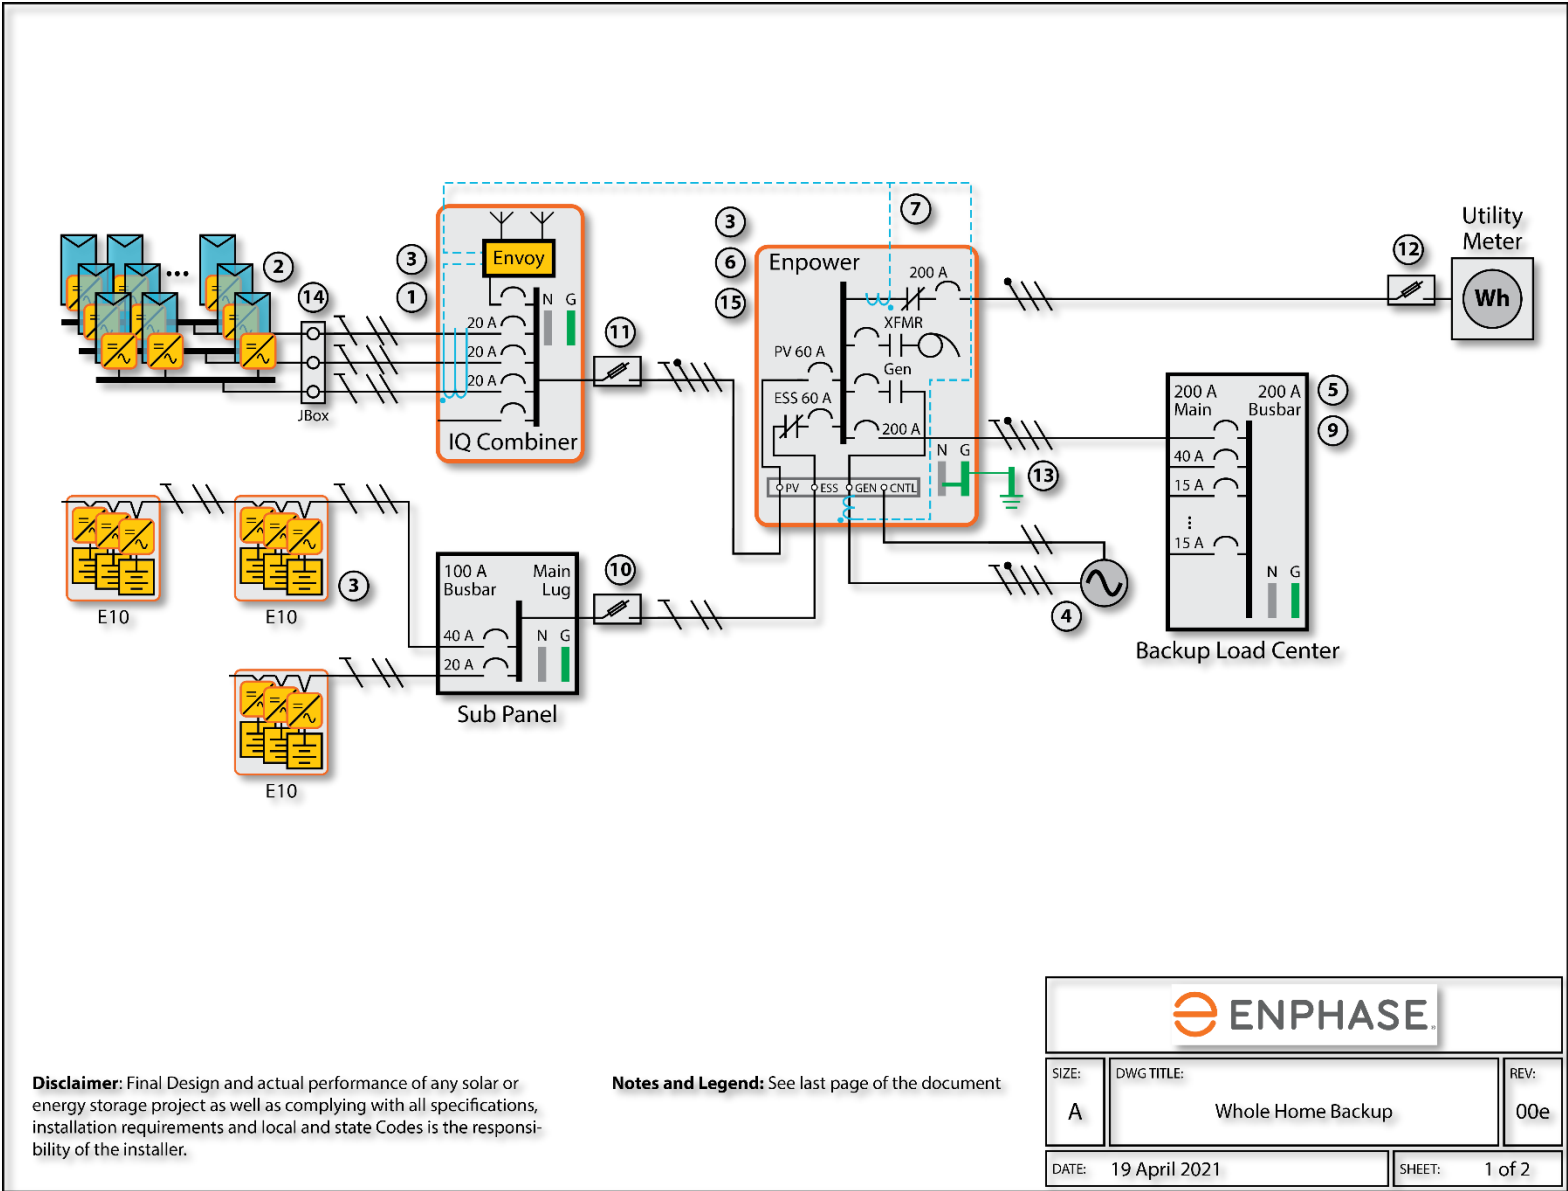 Utility
Meter
Wh
12
7
3
6
15
Enpower
200 A
XFMR
PV 60 A
Gen
ESS 60 A
200 A
N G
PV
ESS
GEN
CNTL
13
2
14
JBox
3
1
Envoy
N G
20 A
20 A
20 A
IQ Combiner
11
200 A
Main
200 A
Busbar
40 A
15 A
15 A
N G
5
9
Backup Load Center
4
E10
E10
3
E10
100 A
Busbar
Main
Lug
40 A
20 A
N G
Sub Panel
10
Disclaimer: Final Design and actual performance of any solar or
energy storage project as well as complying with all specifications,
installation requirements and local and state Codes is the responsi-
bility of the installer.
Notes and Legend: See last page of the document
ENPHASE
SIZE:
A
DWG TITLE:
Whole Home Backup
REV:
00e
DATE: 19 April 2021
SHEET: 1 of 2